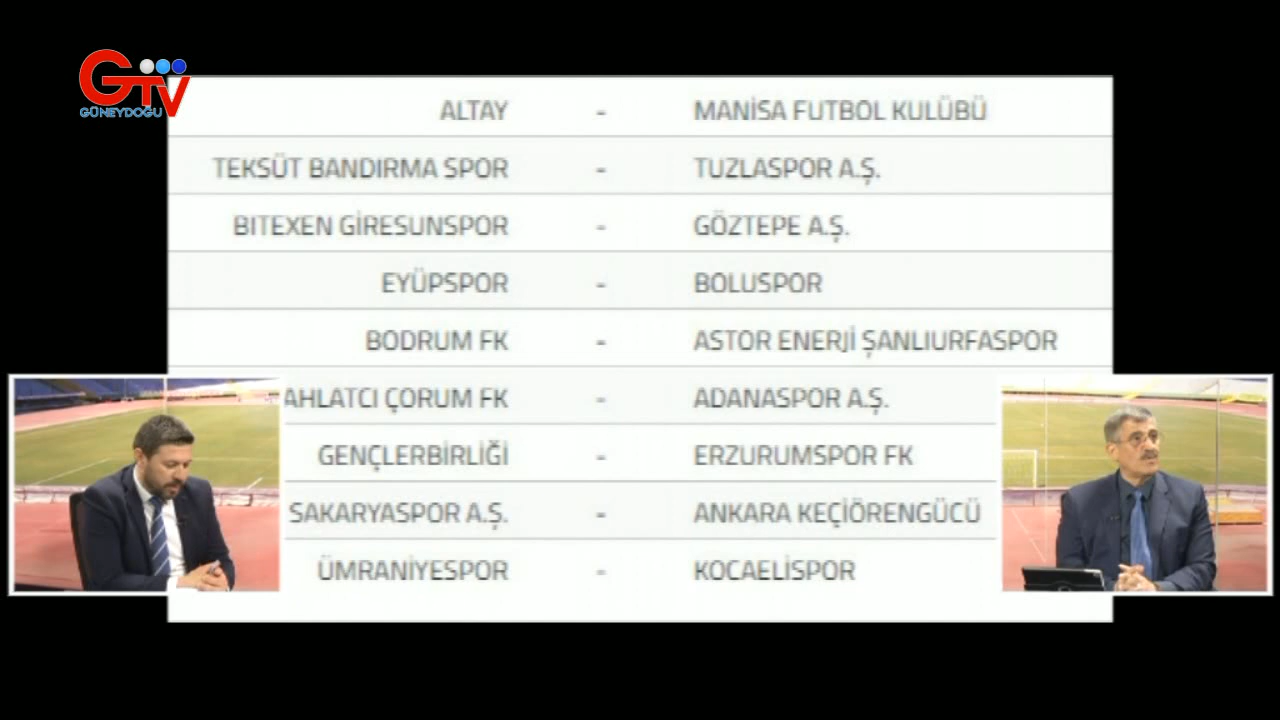 GTV
GÜNEYDOĞU
ALTAY - MANİSA FUTBOL KULÜBÜ
TEKSÜT BANDIRMA SPOR - TUZLASPOR A.Ş.
BITEXEN GİRESUNSPOR - GÖZTEPE A.Ş.
EYÜPSPOR - BOLUSPOR
BODRUM FK - ASTOR ENERJİ ŞANLIURFASPOR
AHLATCI ÇORUM FK - ADANASPOR A.Ş.
GENÇLERBİRLİĞİ - ERZURUMSPOR FK
SAKARYASPOR A.Ş. - ANKARA KEÇİÖRENGÜCÜ
ÜMRANİYESPOR - KOCAELİSPOR